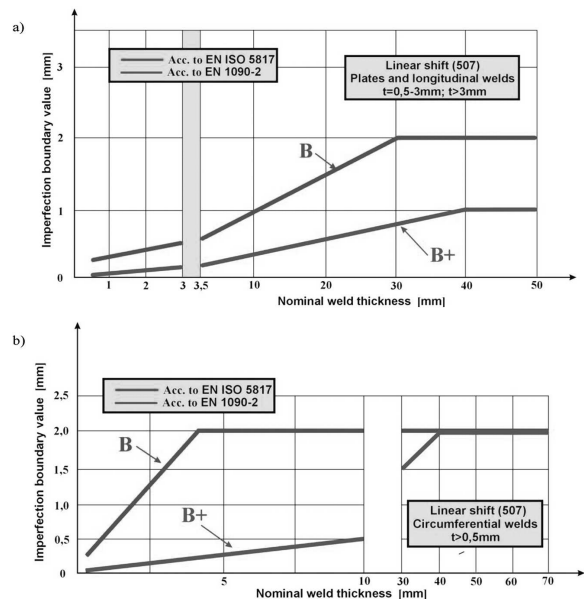 a)
Imperfection boundary value |mm]
3
2
1
0
Acc. to EN ISO 5817
Acc. to EN 1090-2
Linear shift (507)
Plates and longitudinal welds
t=0,5-3mm; t>3mm
B
B+
1 2 3 3,5 10 20 30 40 50
Nominal weld thickness |mm]
b)
Imperfection boundary value |mm]
2,5
2.0
1,5
1,0
0,5
0
Acc. to EN ISO 5817
Acc. to EN 1090-2
B
B+
Linear shift (507)
Circumferential welds
t>0,5mm
5 10 30 40 50 60 70
Nominal weld thickness [mm]